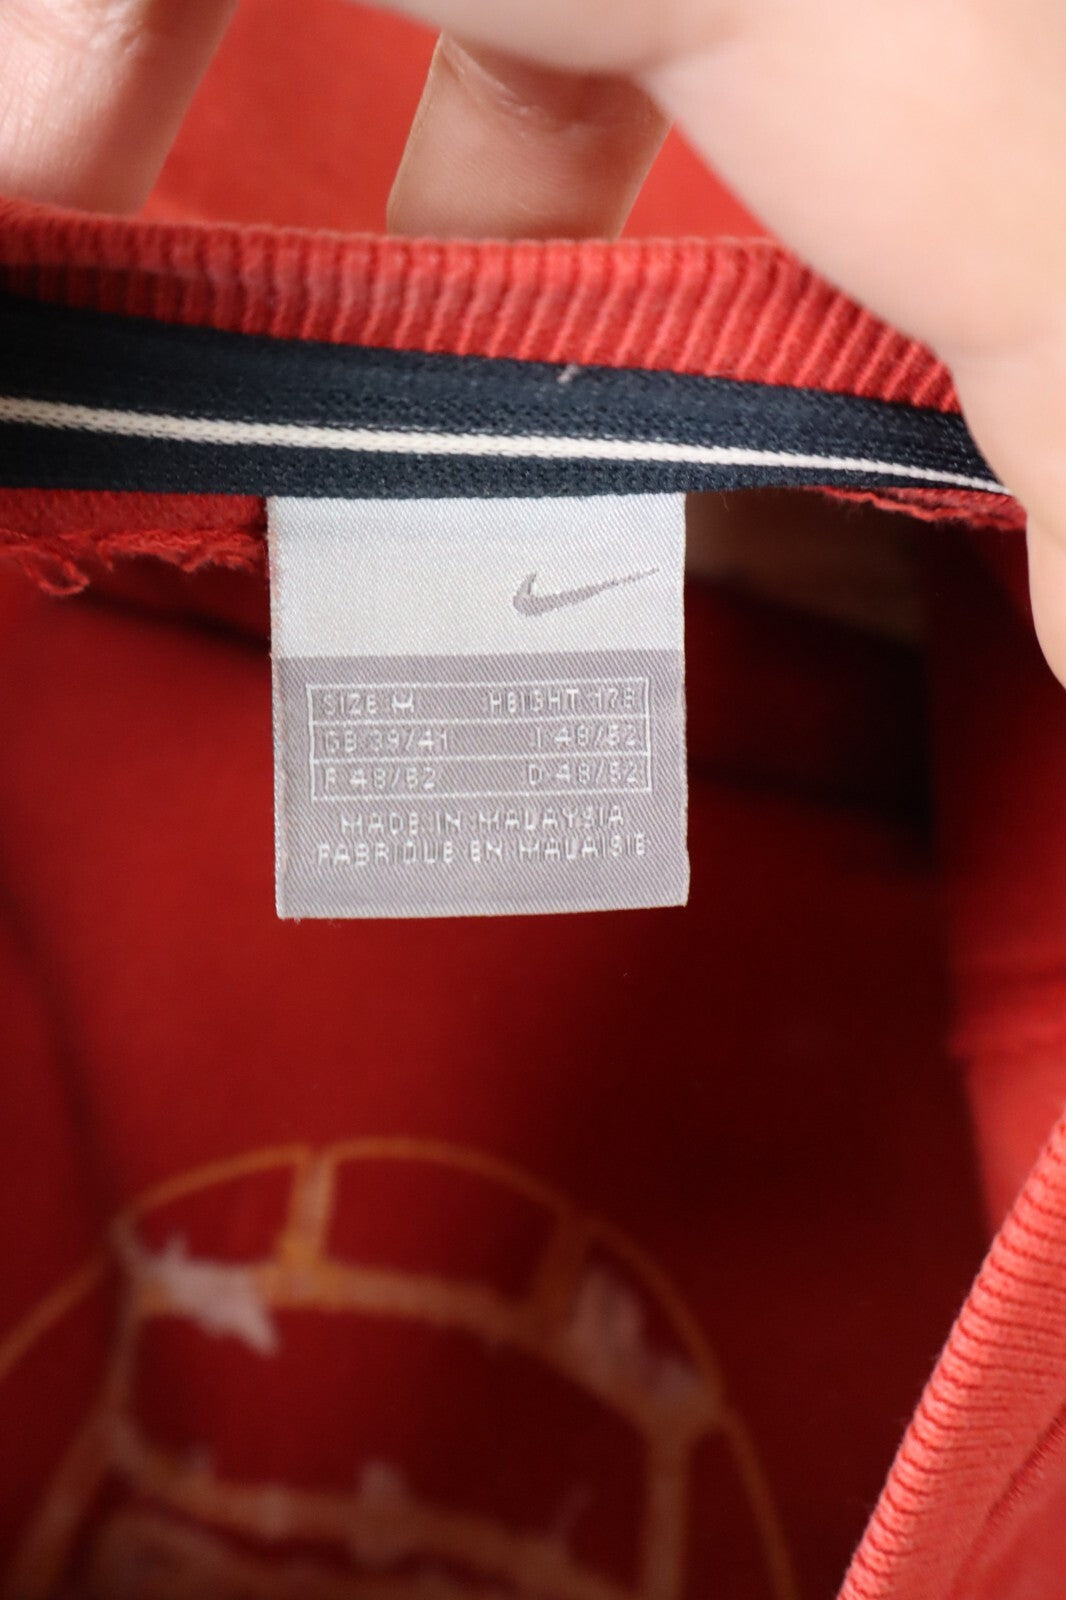 SIZE M HEIGHT 178
GB 39/41 I 48/52
F 48/52 D 48/52
MADE IN MALAYSIA
FABRIQUE EN MALAISIE